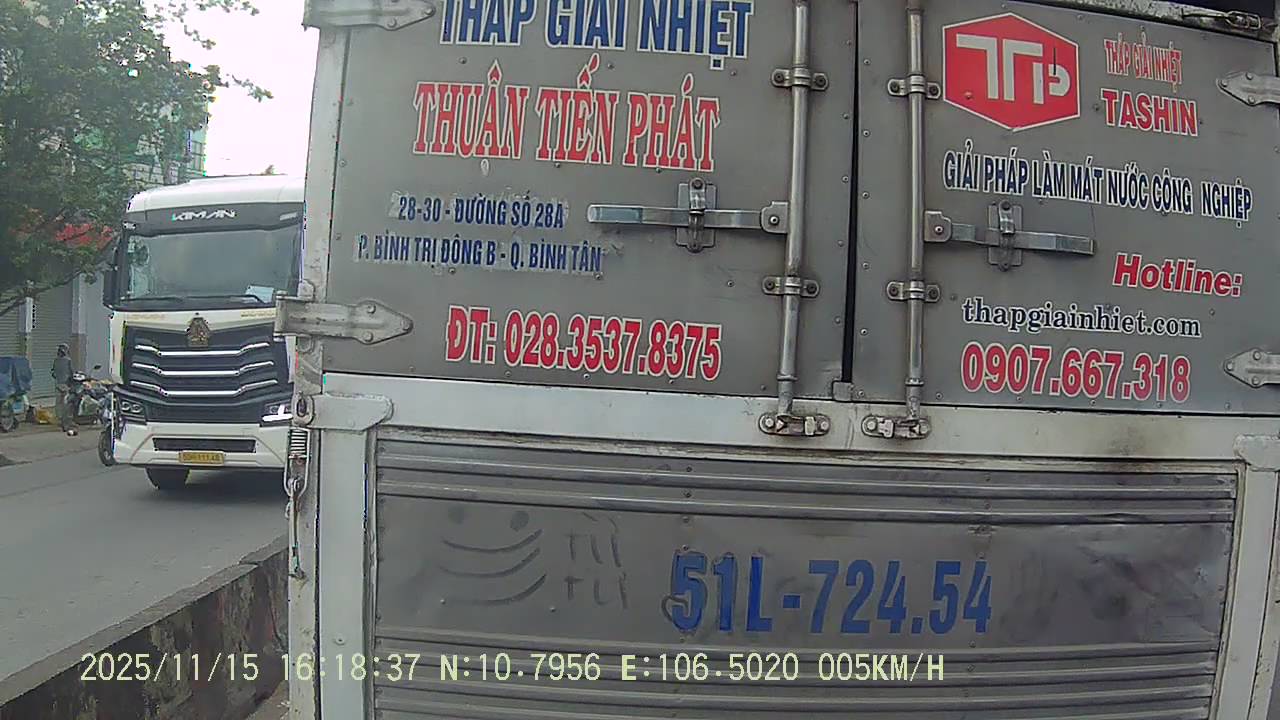 THÁP GIẢI NHIỆT
THUẬN TIẾN PHÁT
28-30 - ĐƯỜNG SỐ 28A
P. BÌNH TRỊ ĐÔNG B - Q. BÌNH TÂN
ĐT: 028.3537.8375
TTP
THÁP GIẢI NHIỆT
TASHIN
GIẢI PHÁP LÀM MÁT NƯỚC CÔNG NGHIỆP
Hotline:
thapgiainhiet.com
0907.667.318
KIMAN
51L-724.54
2025/11/15 16:18:37 N:10.7956 E:106.5020 005KM/H